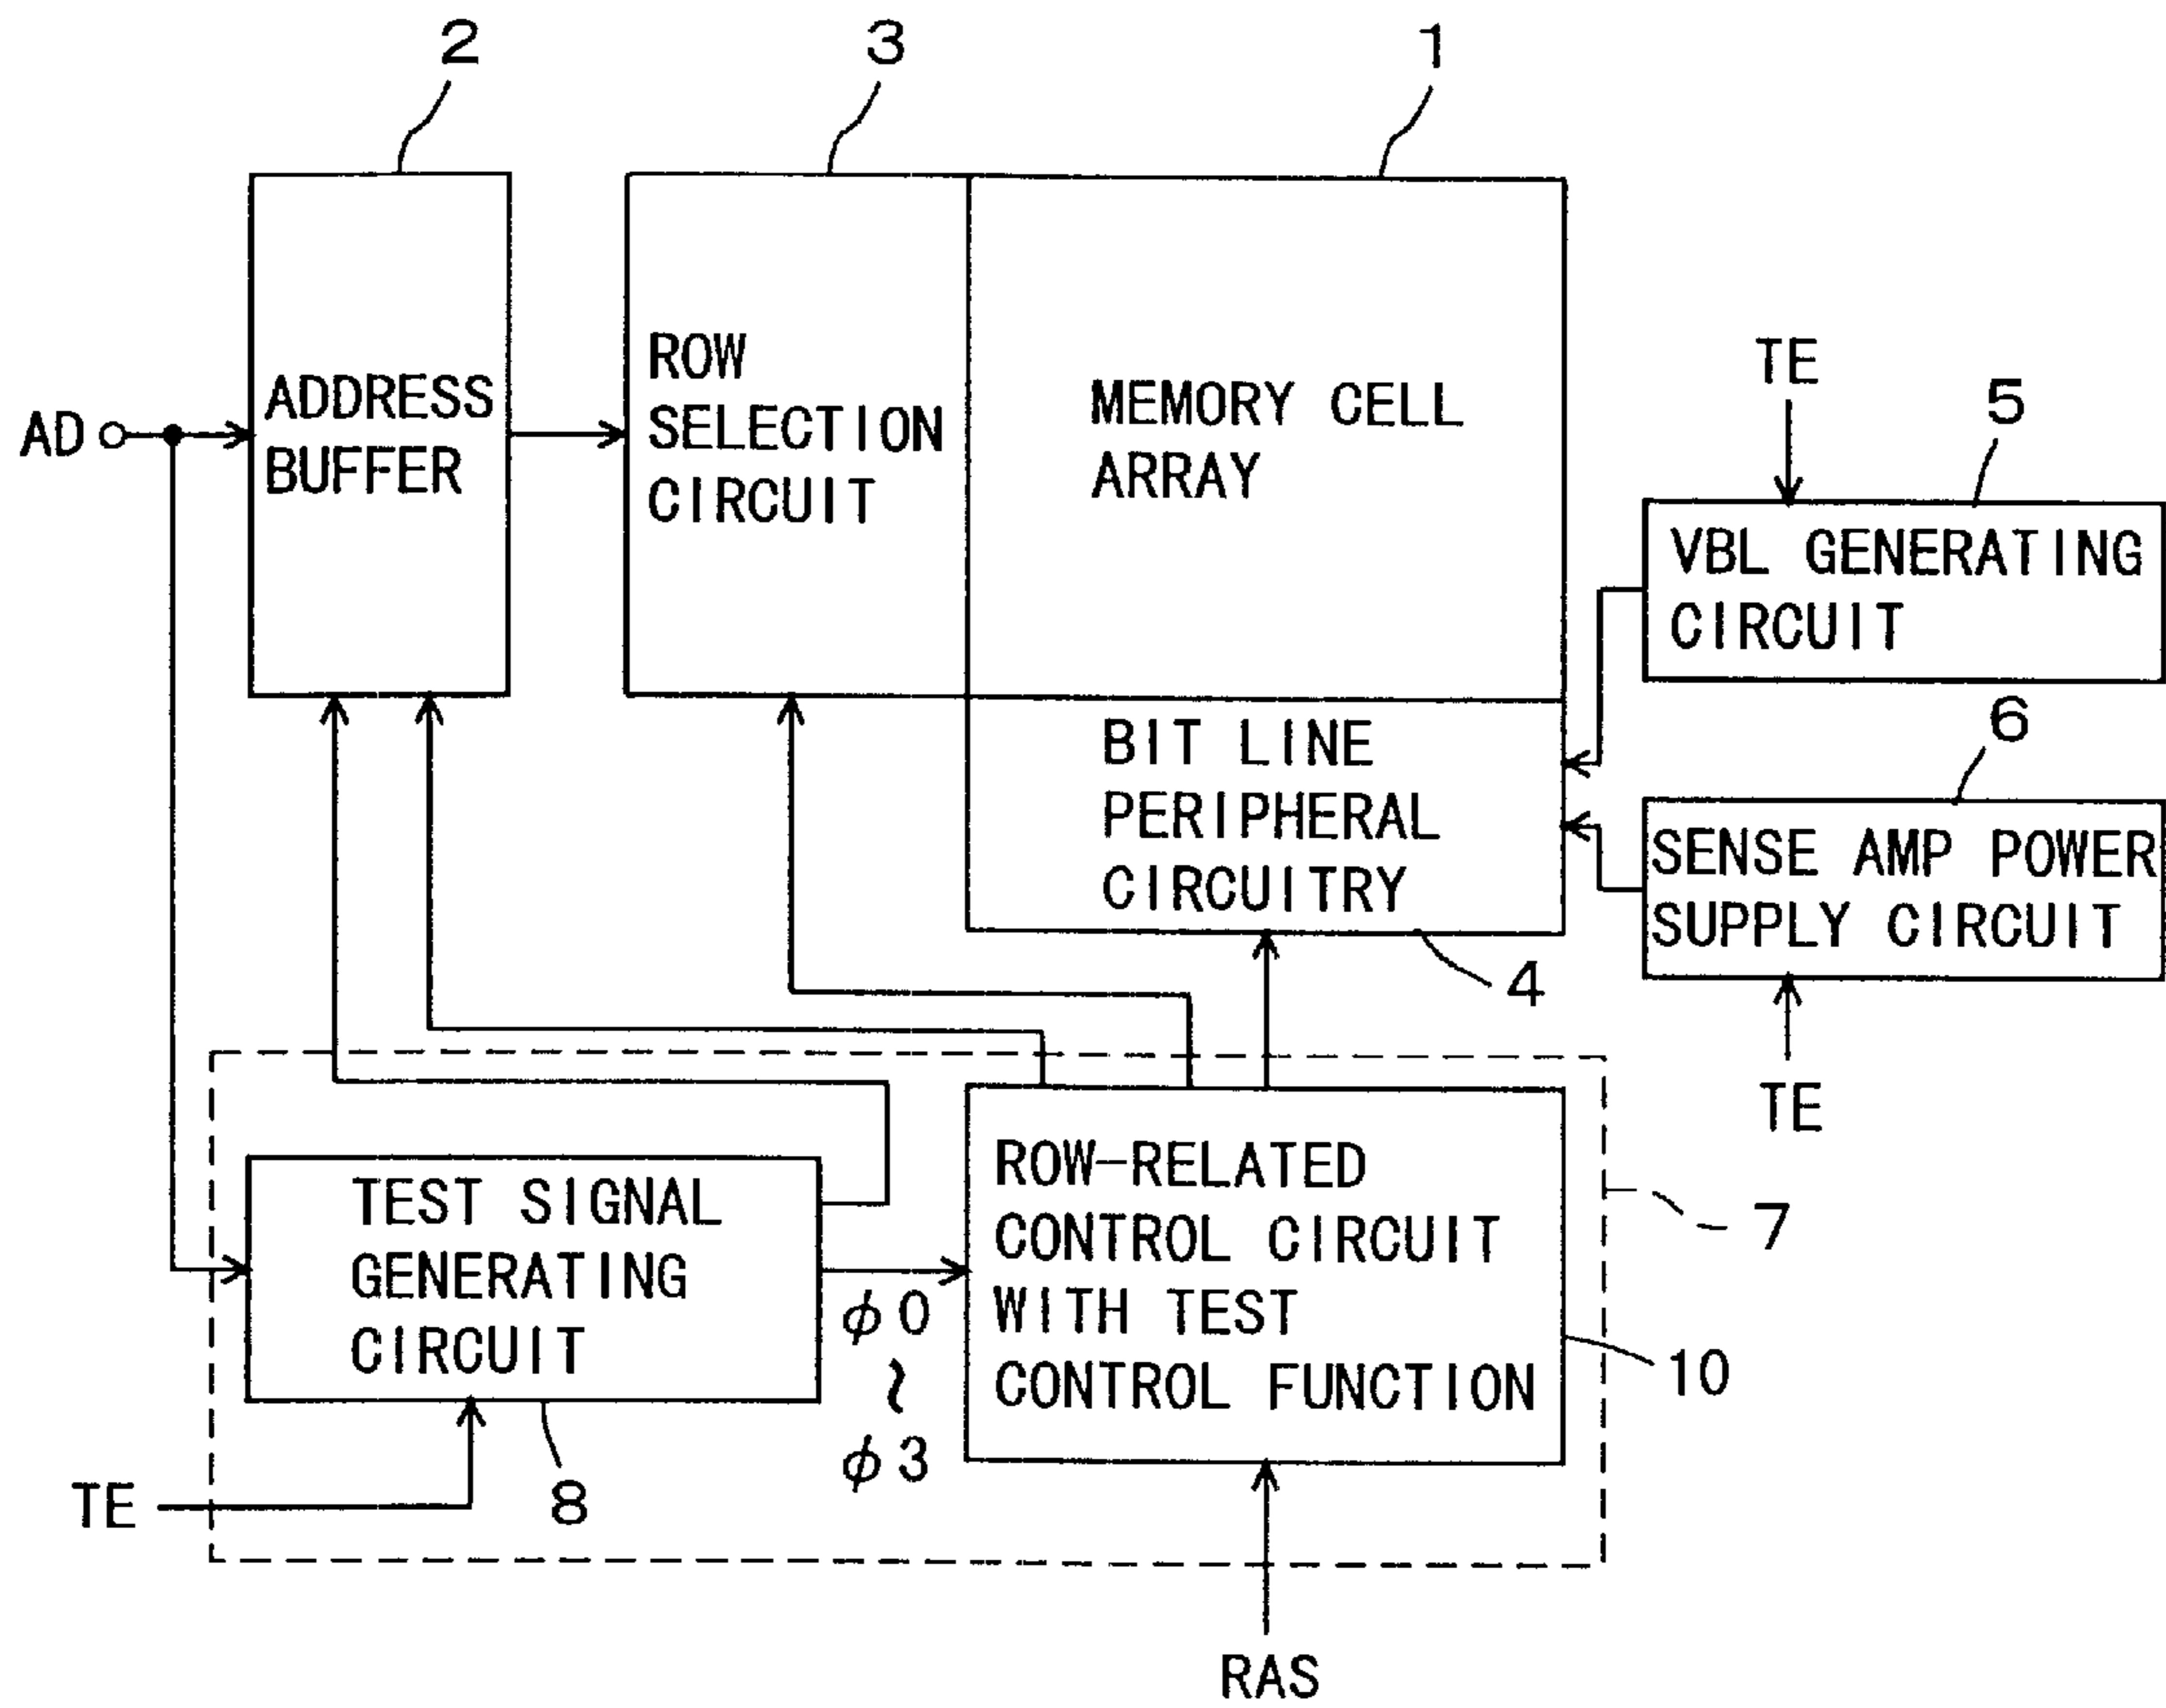 2
3
1
ROW
SELECTION
CIRCUIT
MEMORY CELL
ARRAY
ADDRESS
BUFFER
AD
TE
5
VBL GENERATING
CIRCUIT
6
BIT LINE
PERIPHERAL
CIRCUITRY
SENSE AMP POWER
SUPPLY CIRCUIT
4
TE
TEST SIGNAL
GENERATING
CIRCUIT
ROW-RELATED
CONTROL CIRCUIT
WITH TEST
CONTROL FUNCTION
7
φ0
~
φ3
10
TE
8
RAS